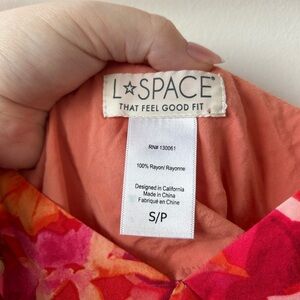 L☆SPACE®
THAT FEEL GOOD FIT
RN# 130061
100% Rayon/ Rayonne
Designed in California
Made in China
Fabriqué en Chine
S/P